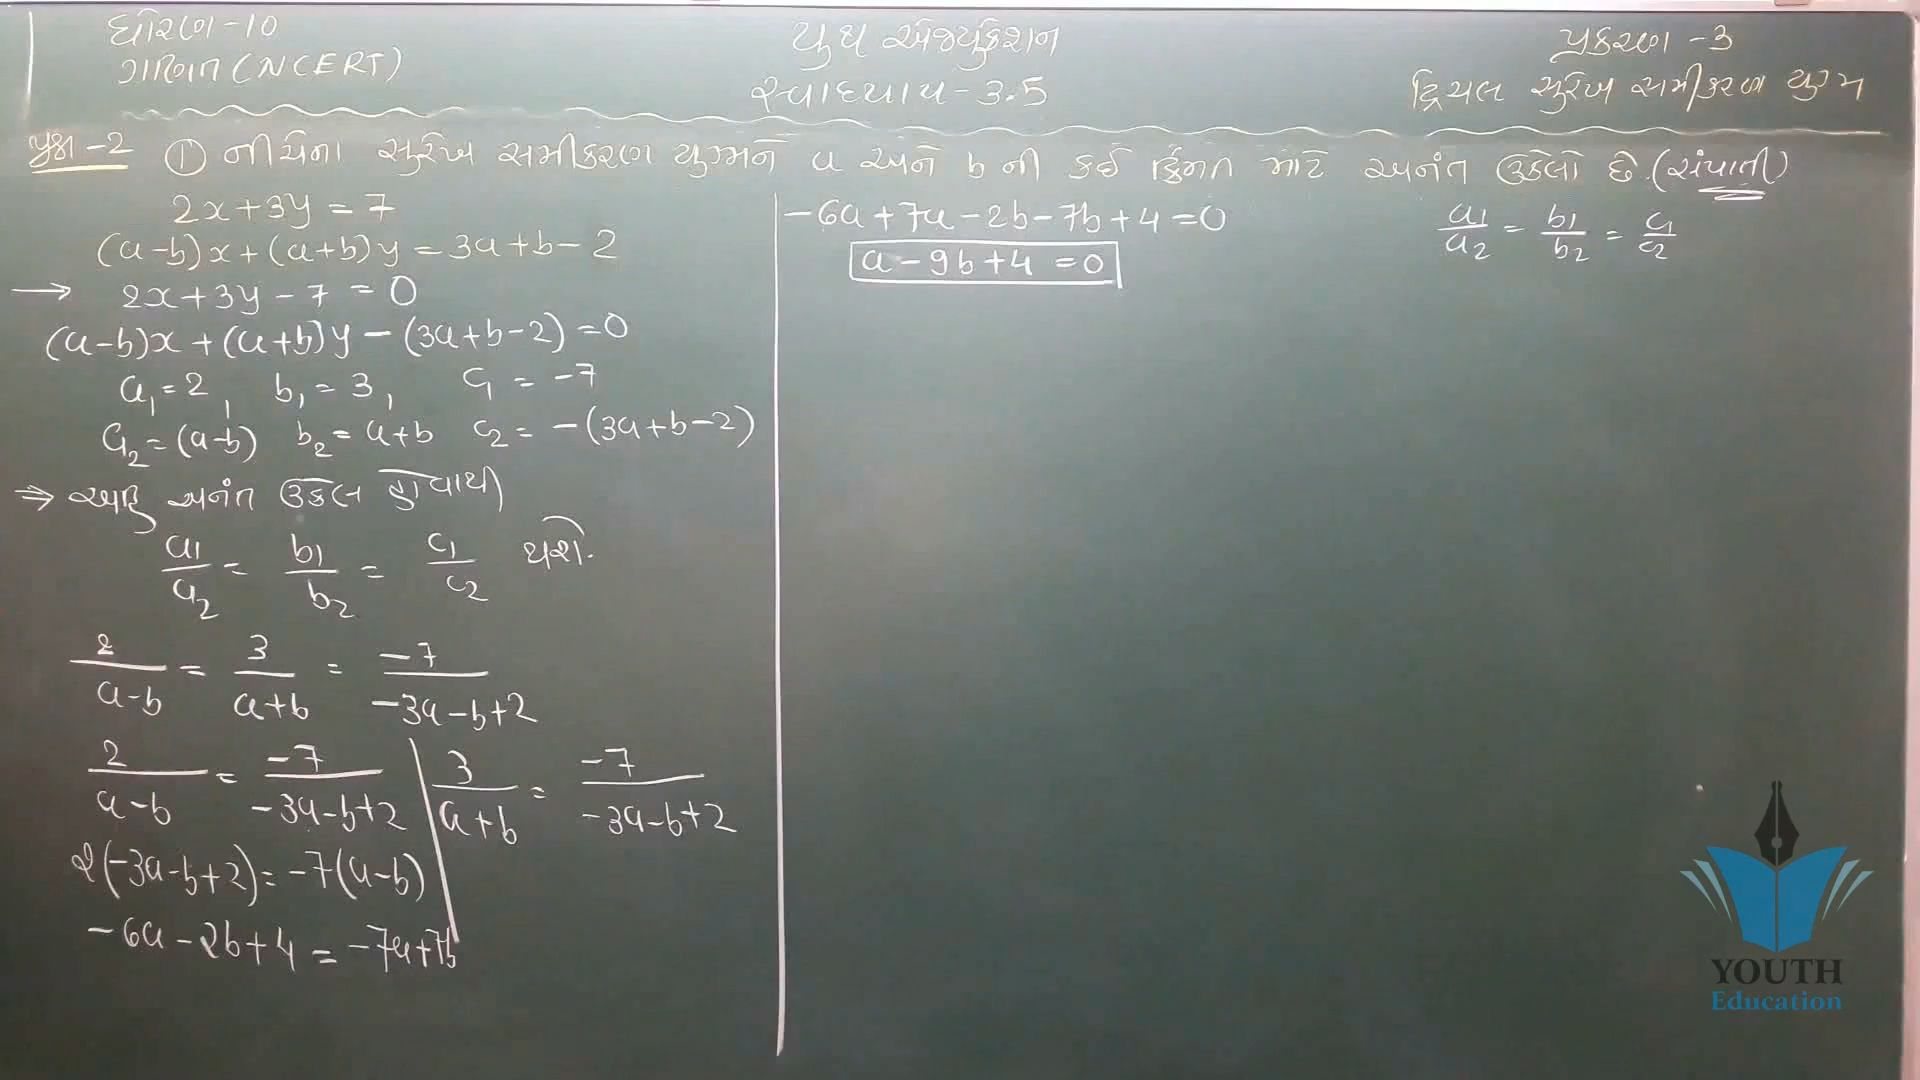 ધોરણ-10
ગણિત (NCERT)
યુથ એજ્યુકેશન
સ્વાધ્યાય-3.5
પ્રકરણ -3
દ્વિચલ સુરેખ સમીકરણ યુગ્મ
પ્રશ્ન -2 ① નીચેના સુરેખ સમીકરણ યુગ્મને a અને b ની કઈ કિંમત માટે અનંત ઉકેલો છે. (સંપાતી)
2x+3y = 7
(a-b)x+(a+b)y = 3a+b-2
→ 2x+3y-7 = 0
(a-b)x+(a+b)y-(3a+b-2) = 0
a₁=2, b₁=3, c₁ = -7
a₂=(a-b) b₂=a+b c₂= -(3a+b-2)
⇒ આહ અનંત ઉકેલ હોવાથી
a₁/a₂ = b₁/b₂ = c₁/c₂ થશે.
2/(a-b) = 3/(a+b) = -7/(-3a-b+2)
2/(a-b) = -7/(-3a-b+2) | 3/(a+b) = -7/(-3a-b+2)
2(-3a-b+2) = -7(a-b)
-6a-2b+4 = -7a+7b
-6a+7a-2b-7b+4=0
a-9b+4 =0
a₁/a₂ = b₁/b₂ = c₁/c₂
YOUTH
Education